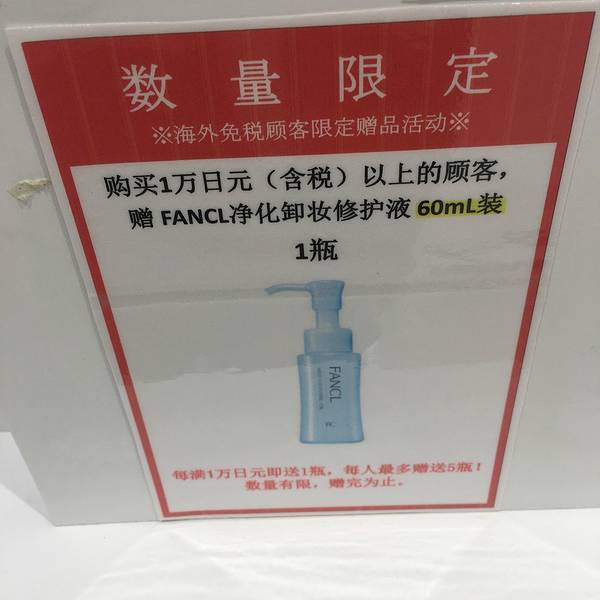 数量限定
※海外免税顾客限定赠品活动※
购买1万日元（含税）以上的顾客，
赠 FANCL净化卸妆修护液 60mL装
1瓶
FANCL
每满1万日元即送1瓶，每人最多赠送5瓶！
数量有限，赠完为止。